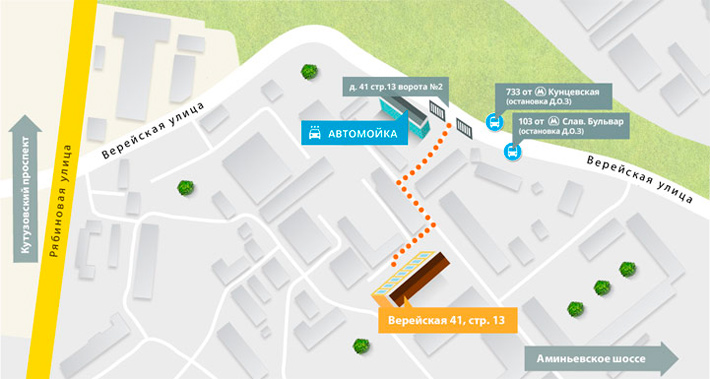 д. 41 стр.13 ворота №2
733 от М Кунцевская
(остановка Д.О.З)
103 от М Слав. Бульвар
(остановка Д.О.З)
АВТОМОЙКА
Верейская улица
Верейская улица
Рябиновая улица
Кутузовский проспект
Верейская 41, стр. 13
Аминьевское шоссе